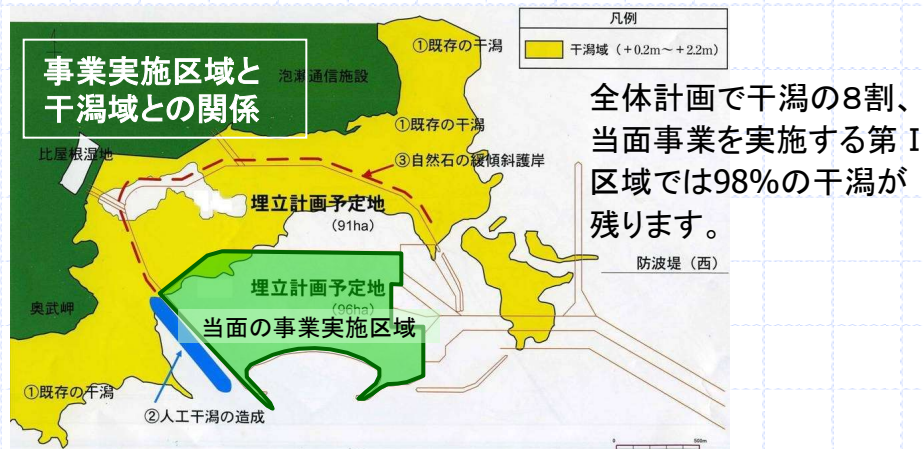 事業実施区域と
干潟域との関係
凡例
干潟域（+0.2m～+2.2m）
①既存の干潟
泡瀬通信施設
①既存の干潟
③自然石の緩傾斜護岸
比屋根湿地
埋立計画予定地
(91ha)
全体計画で干潟の８割、
当面事業を実施する第Ⅰ
区域では98%の干潟が
残ります。
防波堤（西）
埋立計画予定地
(96ha)
当面の事業実施区域
奥武岬
①既存の干潟
②人工干潟の造成
0
500m